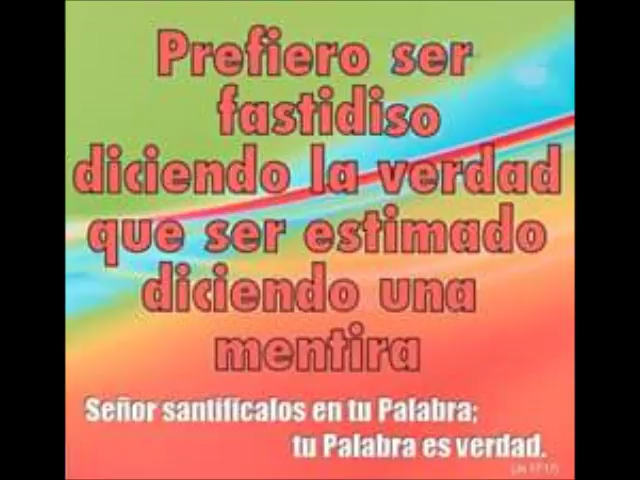 Prefiero ser
fastidiso
diciendo la verdad
que ser estimado
diciendo una
mentira
Señor santifícalos en tu Palabra;
tu Palabra es verdad.